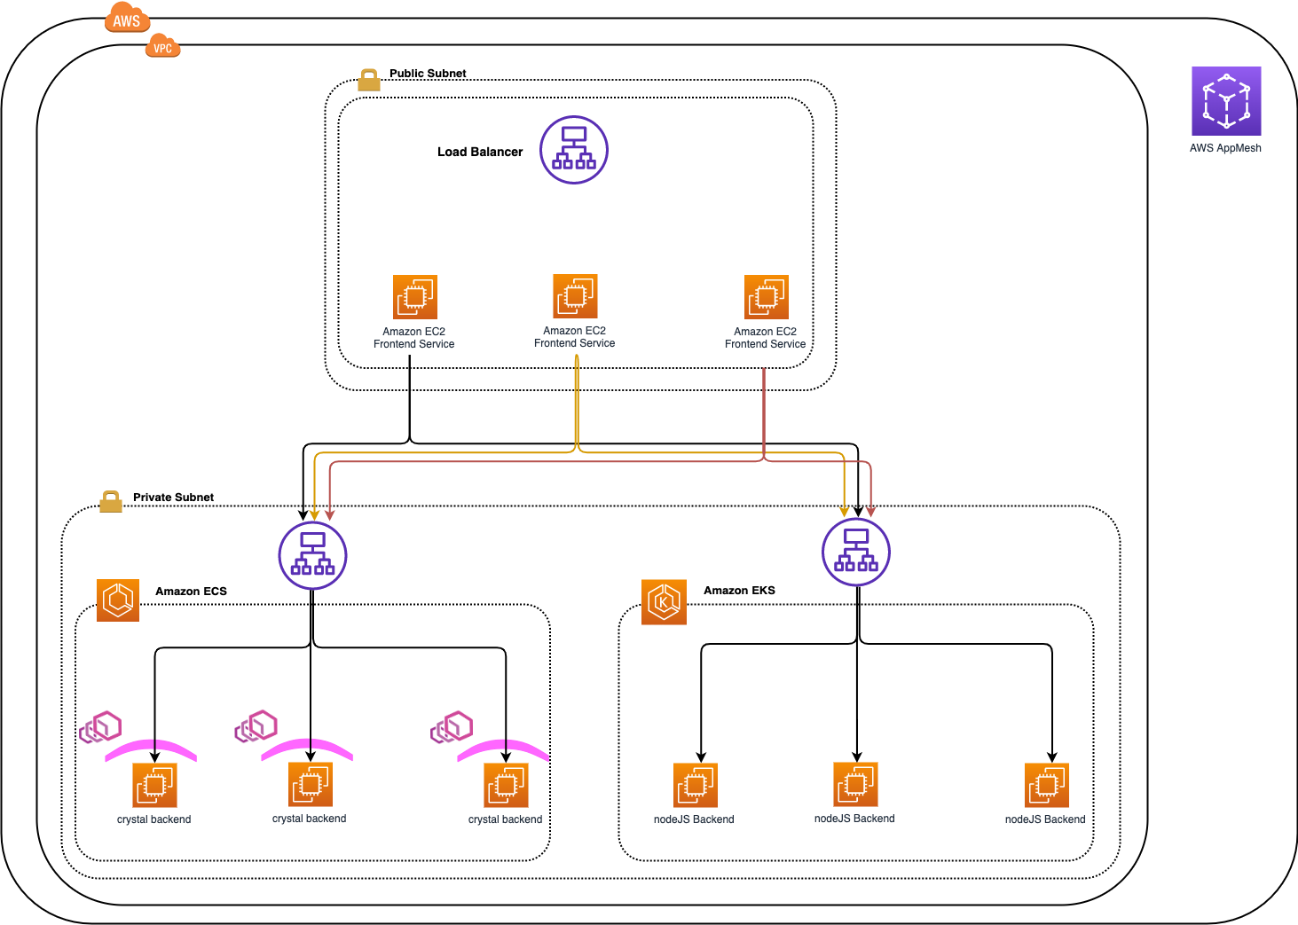 AWS
VPC
Public Subnet
AWS AppMesh
Load Balancer
Amazon EC2
Frontend Service
Amazon EC2
Frontend Service
Amazon EC2
Frontend Service
Private Subnet
Amazon ECS
Amazon EKS
K
crystal backend
crystal backend
crystal backend
nodeJS Backend
nodeJS Backend
nodeJS Backend